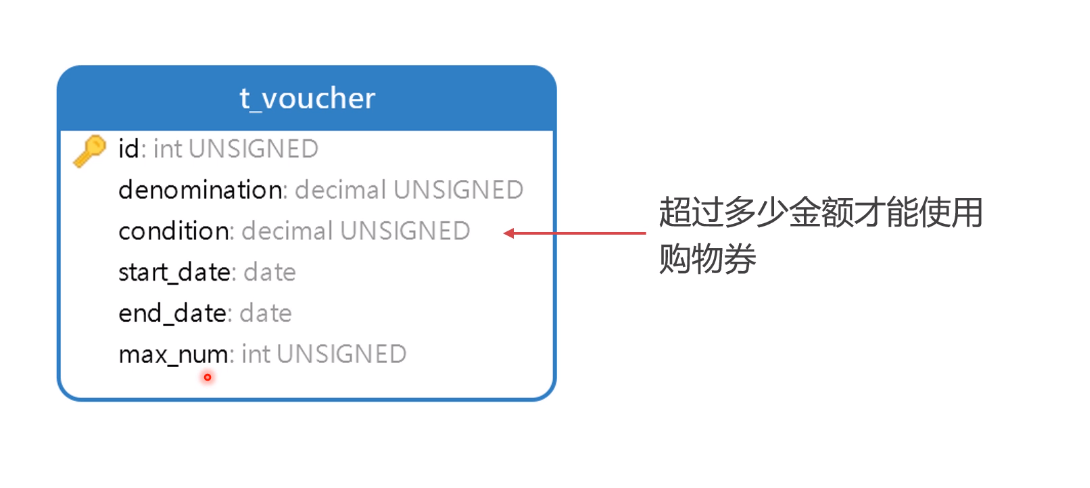 t_voucher
id: int UNSIGNED
denomination: decimal UNSIGNED
condition: decimal UNSIGNED
start_date: date
end_date: date
max_num: int UNSIGNED
超过多少金额才能使用
购物券